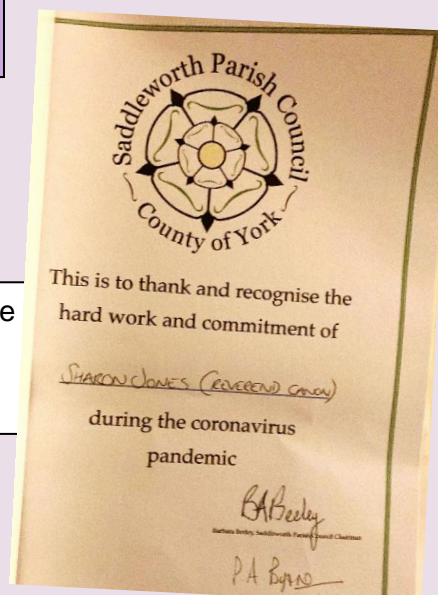 Saddleworth Parish Council
County of York
This is to thank and recognise the
hard work and commitment of
SHARON JONES (REVEREND CANON)
during the coronavirus
pandemic
BABeeley
Barbara Beeley, Saddleworth Parish Council Chairman
P A Byrne
e